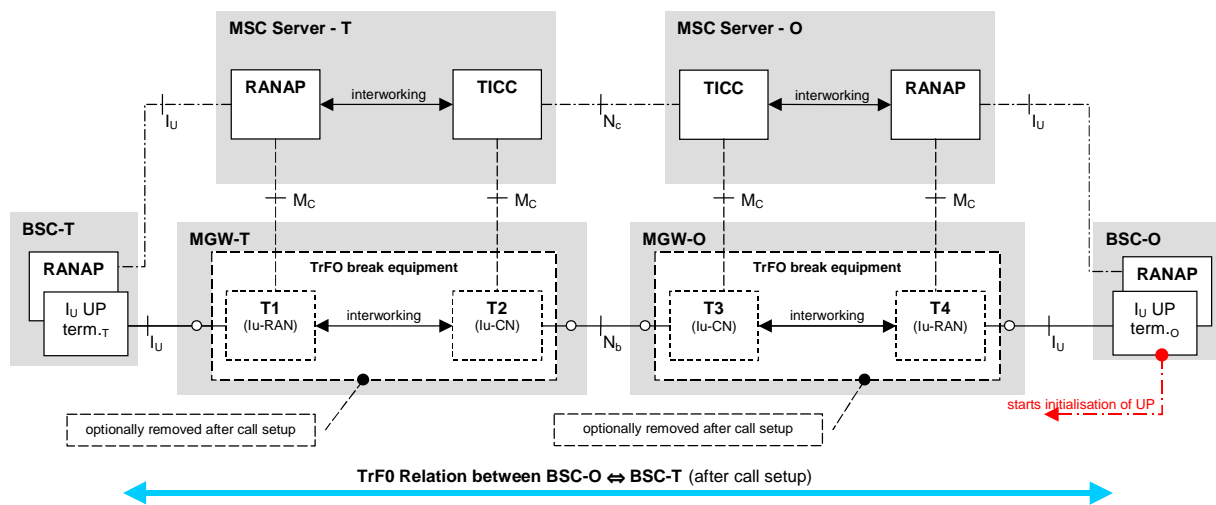 MSC Server - T
MSC Server - O
RANAP
interworking
TICC
TICC
interworking
RANAP
IU
Nc
IU
MC
MC
MC
MC
BSC-T
MGW-T
MGW-O
BSC-O
RANAP
TrFO break equipment
TrFO break equipment
RANAP
IU UP
term.T
T1
(Iu-RAN)
interworking
T2
(Iu-CN)
T3
(Iu-CN)
interworking
T4
(Iu-RAN)
IU UP
term.O
IU
Nb
IU
starts initialisation of UP
optionally removed after call setup
optionally removed after call setup
TrF0 Relation between BSC-O ⇔ BSC-T (after call setup)